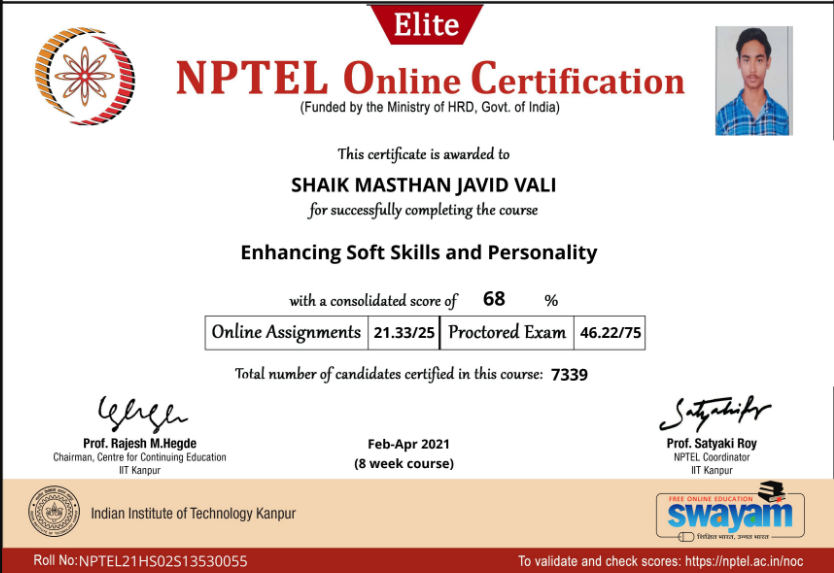 Elite
NPTEL Online Certification
(Funded by the Ministry of HRD, Govt. of India)
This certificate is awarded to
SHAIK MASTHAN JAVID VALI
for successfully completing the course
Enhancing Soft Skills and Personality
with a consolidated score of 68 %
Online Assignments 21.33/25 Proctored Exam 46.22/75
Total number of candidates certified in this course: 7339
Prof. Rajesh M.Hegde
Chairman, Centre for Continuing Education
IIT Kanpur
Feb-Apr 2021
(8 week course)
Prof. Satyaki Roy
NPTEL Coordinator
IIT Kanpur
Indian Institute of Technology Kanpur
FREE ONLINE EDUCATION
swayam
शिक्षित भारत, उन्नत भारत
Roll No:NPTEL21HS02S13530055
To validate and check scores: https://nptel.ac.in/noc